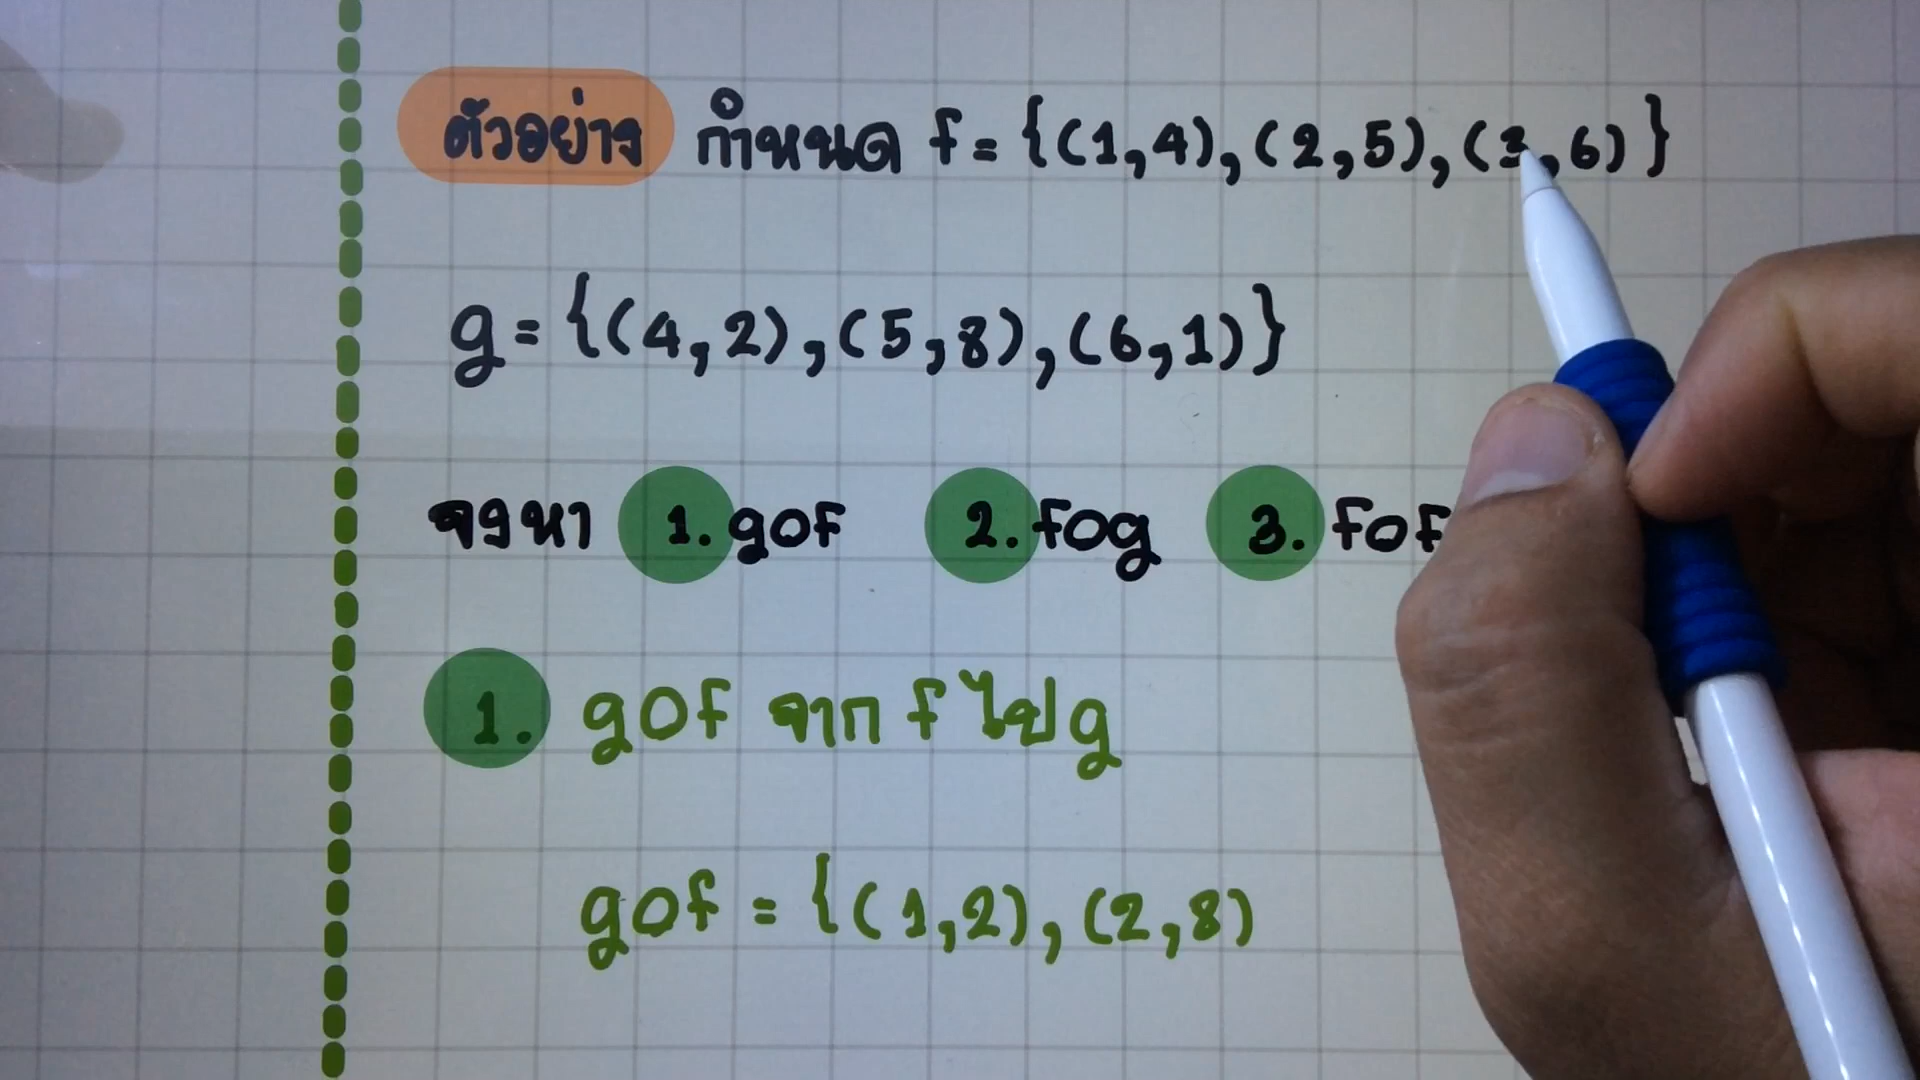 ตัวอย่าง กำหนด f = {(1,4),(2,5),(3,6)}
g = {(4,2),(5,8),(6,1)}
จงหา 1. gof 2. fog 3. fof
1. gof จาก f ไป g
gof = {(1,2),(2,8)